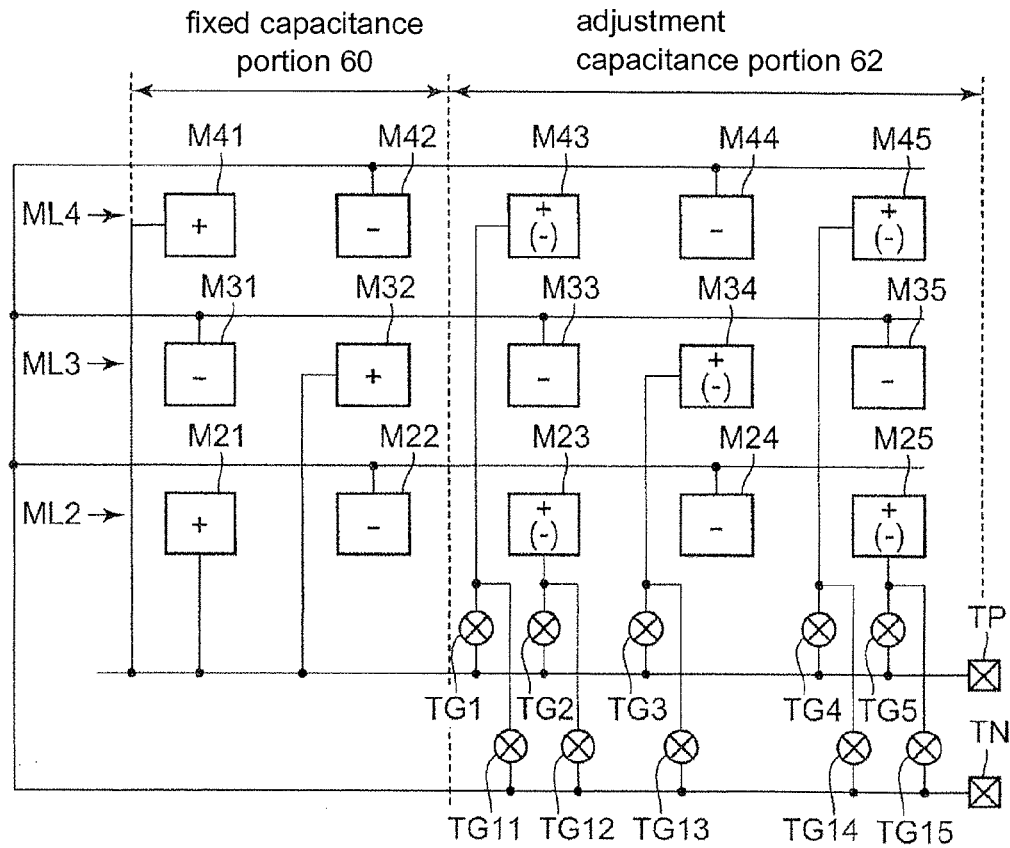 fixed capacitance
portion 60
adjustment
capacitance portion 62
M41 M42 M43 M44 M45
ML4
+ - + - +
(-) (-)
M31 M32 M33 M34 M35
ML3
- + - + -
(-)
M21 M22 M23 M24 M25
ML2
+ - + - +
(-) (-)
TP
TG1 TG2 TG3 TG4 TG5
TN
TG11 TG12 TG13 TG14 TG15